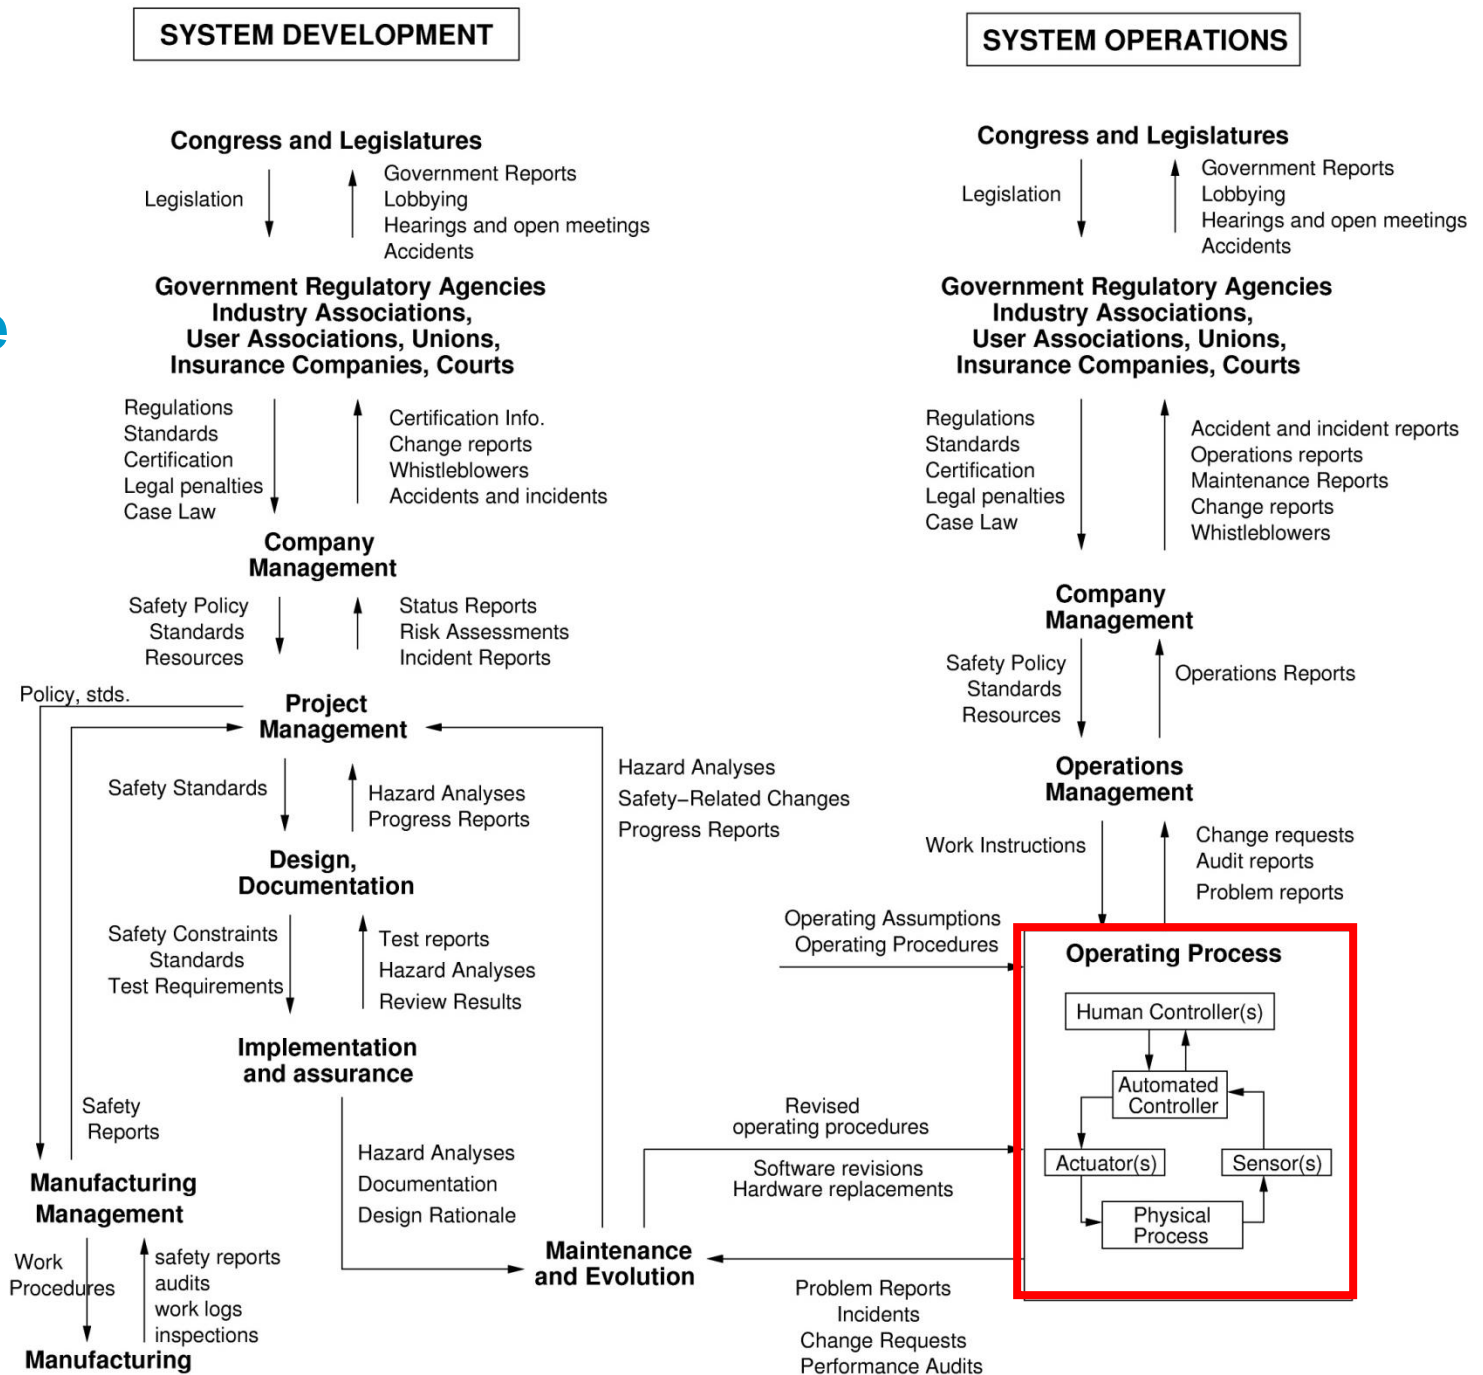 SYSTEM DEVELOPMENT
Congress and Legislatures
Legislation
Government Reports
Lobbying
Hearings and open meetings
Accidents
Government Regulatory Agencies
Industry Associations,
User Associations, Unions,
Insurance Companies, Courts
e
Regulations
Standards
Certification
Legal penalties
Case Law
Certification Info.
Change reports
Whistleblowers
Accidents and incidents
Company
Management
Safety Policy
Standards
Resources
Status Reports
Risk Assessments
Incident Reports
Policy, stds.
Project
Management
Safety Standards
Hazard Analyses
Progress Reports
Hazard Analyses
Safety–Related Changes
Progress Reports
Design,
Documentation
Safety Constraints
Standards
Test Requirements
Test reports
Hazard Analyses
Review Results
Implementation
and assurance
Safety
Reports
Hazard Analyses
Documentation
Design Rationale
Manufacturing
Management
Work
Procedures
safety reports
audits
work logs
inspections
Manufacturing
Maintenance
and Evolution
SYSTEM OPERATIONS
Congress and Legislatures
Legislation
Government Reports
Lobbying
Hearings and open meetings
Accidents
Government Regulatory Agencies
Industry Associations,
User Associations, Unions,
Insurance Companies, Courts
Regulations
Standards
Certification
Legal penalties
Case Law
Accident and incident reports
Operations reports
Maintenance Reports
Change reports
Whistleblowers
Company
Management
Safety Policy
Standards
Resources
Operations Reports
Operations
Management
Work Instructions
Change requests
Audit reports
Problem reports
Operating Assumptions
Operating Procedures
Operating Process
Human Controller(s)
Automated
Controller
Actuator(s)
Sensor(s)
Physical
Process
Revised
operating procedures
Software revisions
Hardware replacements
Problem Reports
Incidents
Change Requests
Performance Audits